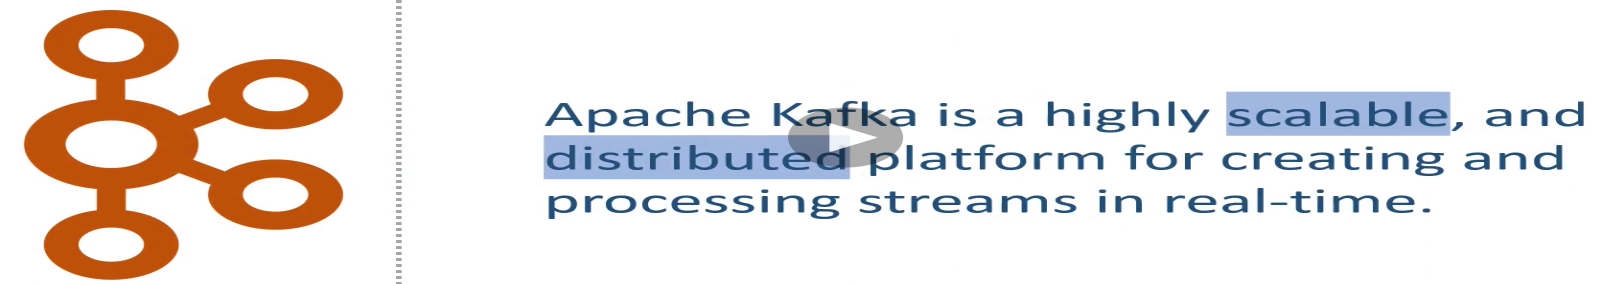 Apache Kafka is a highly scalable, and
distributed platform for creating and
processing streams in real-time.